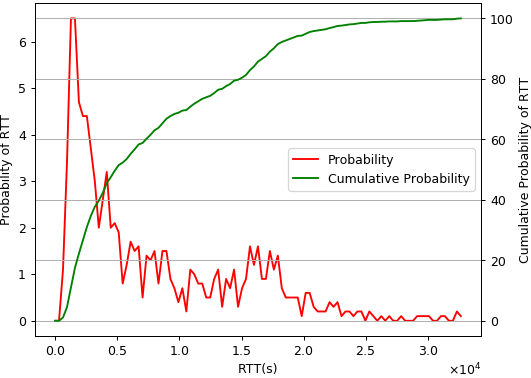 Probability of RTT
6
5
4
3
2
1
0
100
80
60
40
20
0
Cumulative Probability of RTT
Probability
Cumulative Probability
0.0 0.5 1.0 1.5 2.0 2.5 3.0
RTT(s)
×10⁴